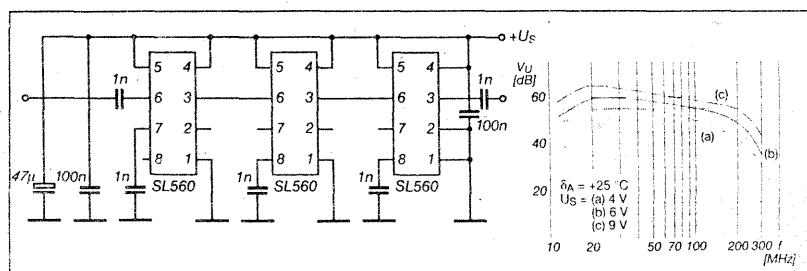 +U_S
5 4
5 4
5 4
1n
6 3
6 3
6 3
1n
100n
7 2
7 2
7 2
47µ
100n
1n
8 1
1n
8 1
1n
8 1
SL560
SL560
SL560
V_U
[dB]
60
40
20
(c)
(a)
(b)
δ_A = +25 °C
U_S = (a) 4 V
(b) 6 V
(c) 9 V
10 20 50 70 100 200 300 f
[MHz]